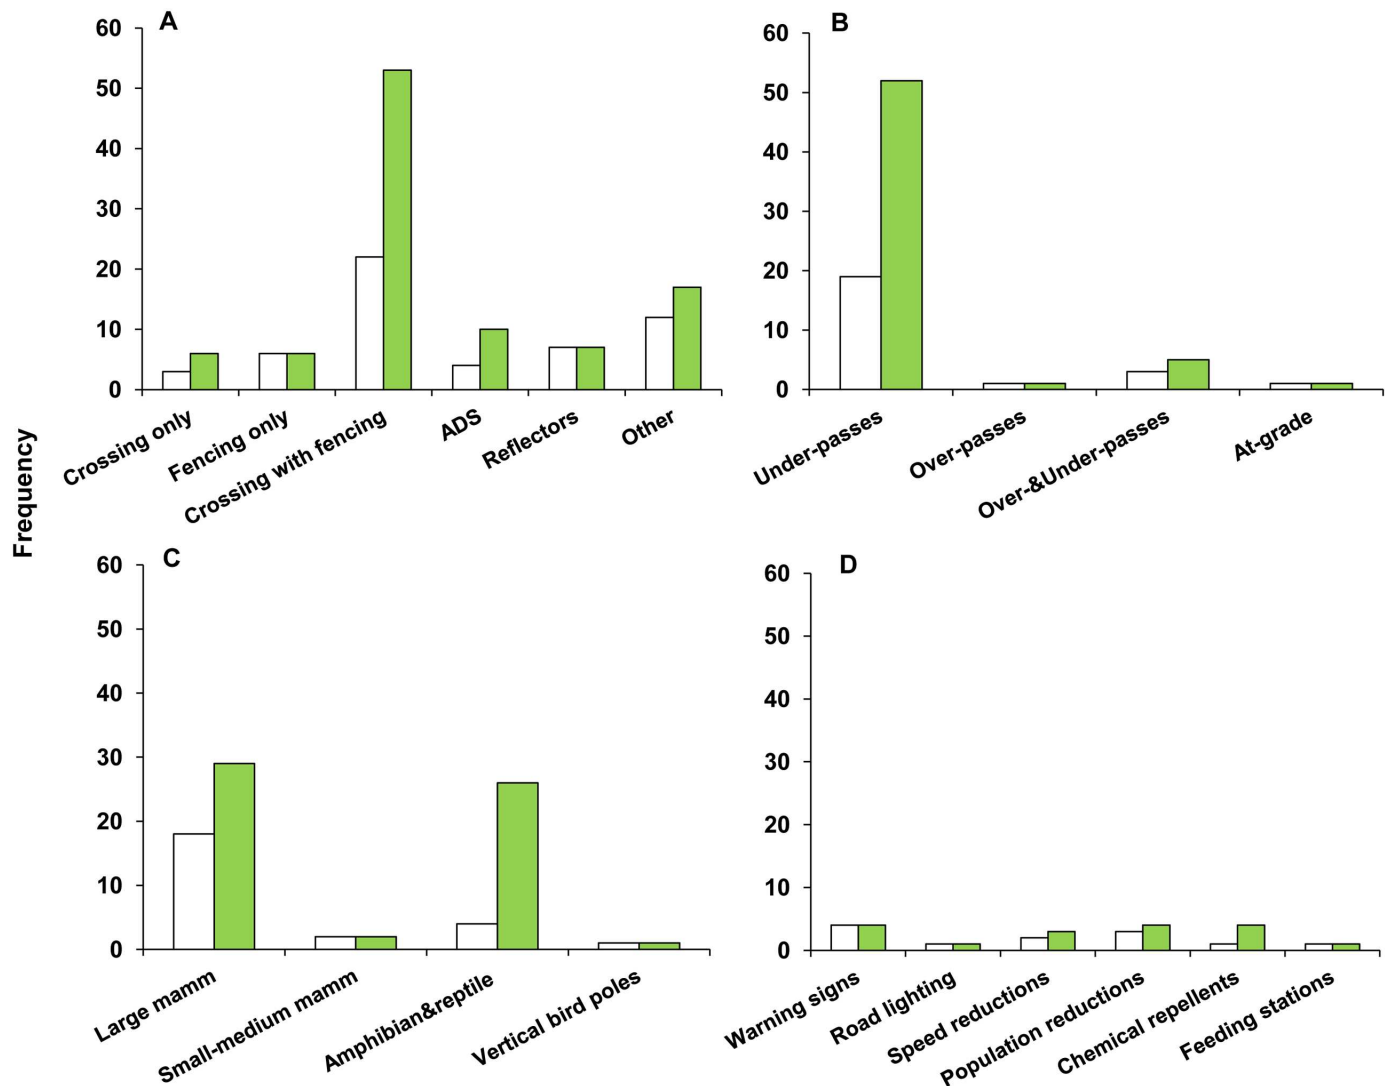 Frequency
A
60
50
40
30
20
10
0
Crossing only
Fencing only
Crossing with fencing
ADS
Reflectors
Other
B
60
50
40
30
20
10
0
Under-passes
Over-passes
Over-&Under-passes
At-grade
C
60
50
40
30
20
10
0
Large mamm
Small-medium mamm
Amphibian&reptile
Vertical bird poles
D
60
50
40
30
20
10
0
Warning signs
Road lighting
Speed reductions
Population reductions
Chemical repellents
Feeding stations